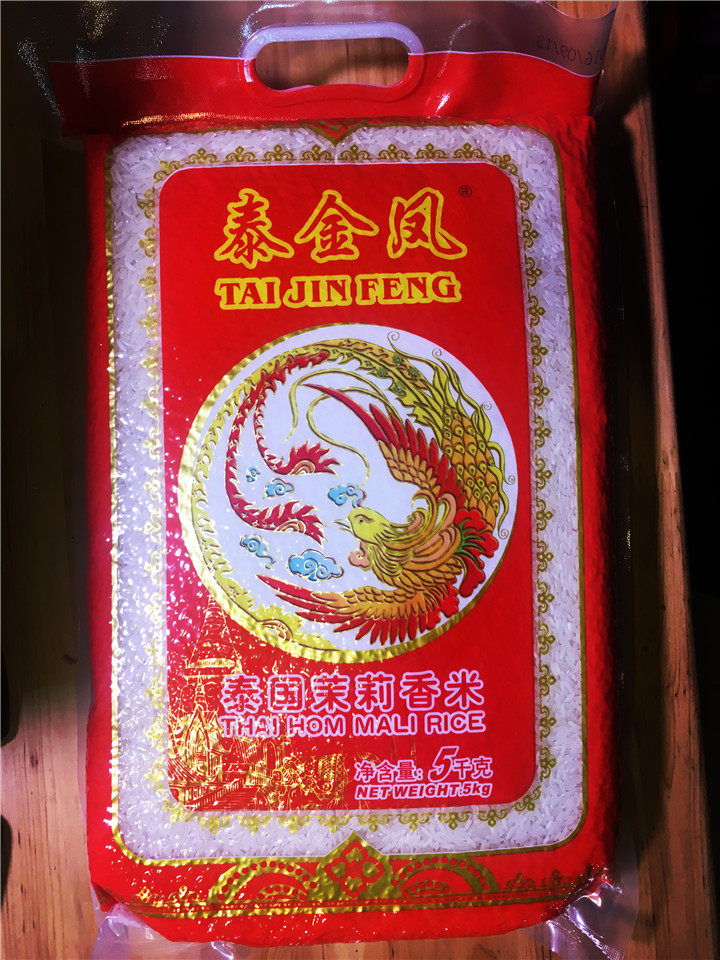 泰金凤®
TAI JIN FENG
泰国茉莉香米
THAI HOM MALI RICE
净含量:5千克
NET WEIGHT:5kg